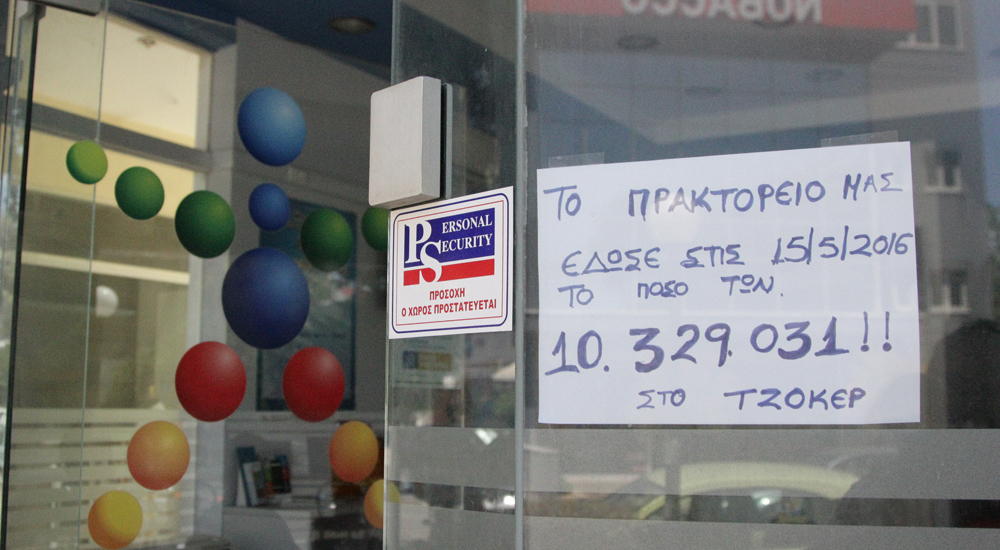 NOBACCO
PERSONAL
SECURITY
ΠΡΟΣΟΧΗ
Ο ΧΩΡΟΣ ΠΡΟΣΤΑΤΕΥΕΤΑΙ
ΤΟ ΠΡΑΚΤΟΡΕΙΟ ΜΑΣ
ΕΔΩΣΕ ΣΤΙΣ 15/5/2016
ΤΟ ΠΟΣΟ ΤΩΝ.
10.329.031!!
ΣΤΟ ΤΖΟΚΕΡ